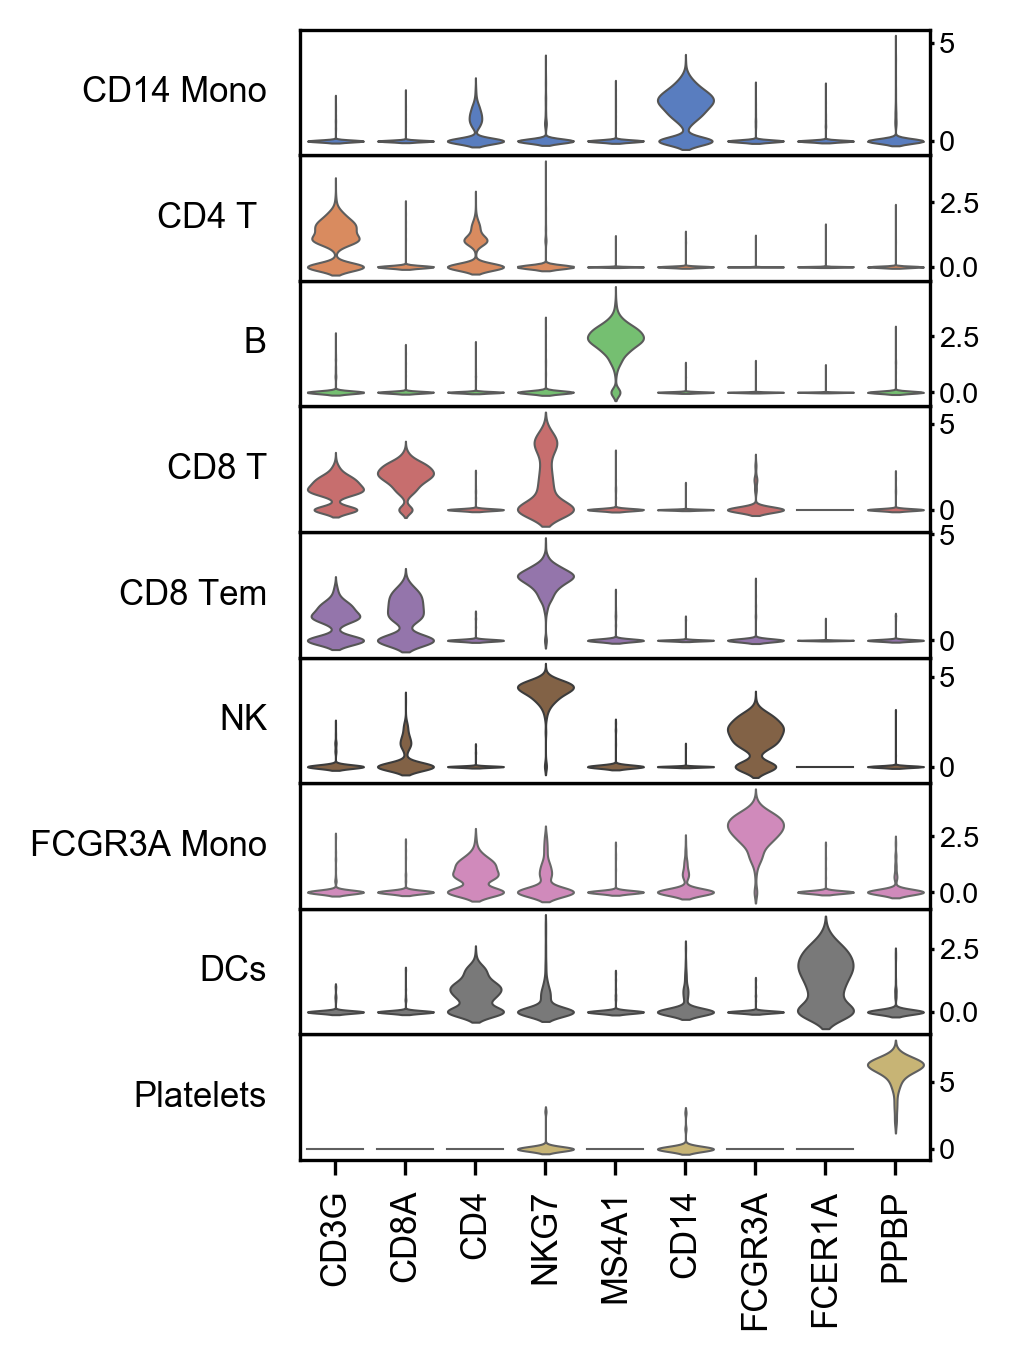 CD14 Mono
5
0
CD4 T
2.5
0.0
B
2.5
0.0
CD8 T
5
0
CD8 Tem
5
0
NK
5
0
FCGR3A Mono
2.5
0.0
DCs
2.5
0.0
Platelets
5
0
CD3G
CD8A
CD4
NKG7
MS4A1
CD14
FCGR3A
FCER1A
PPBP